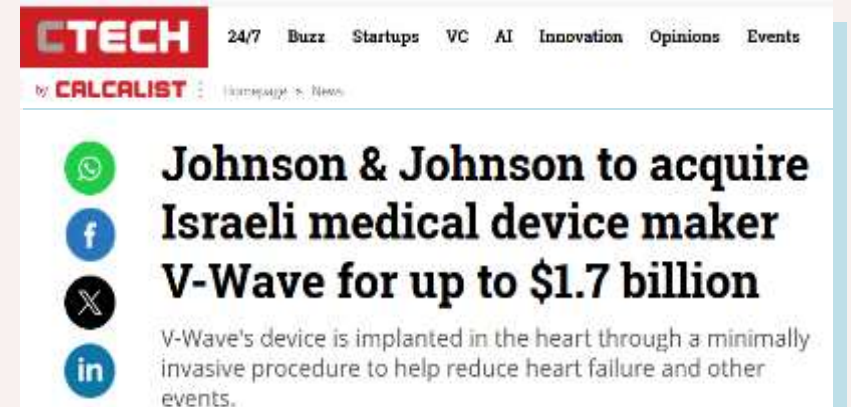 CTECH
24/7 Buzz Startups VC AI Innovation Opinions Events
by CALCALIST
Homepage > News
Johnson & Johnson to acquire
Israeli medical device maker
V-Wave for up to $1.7 billion
V-Wave's device is implanted in the heart through a minimally
invasive procedure to help reduce heart failure and other
events.
f
X
in